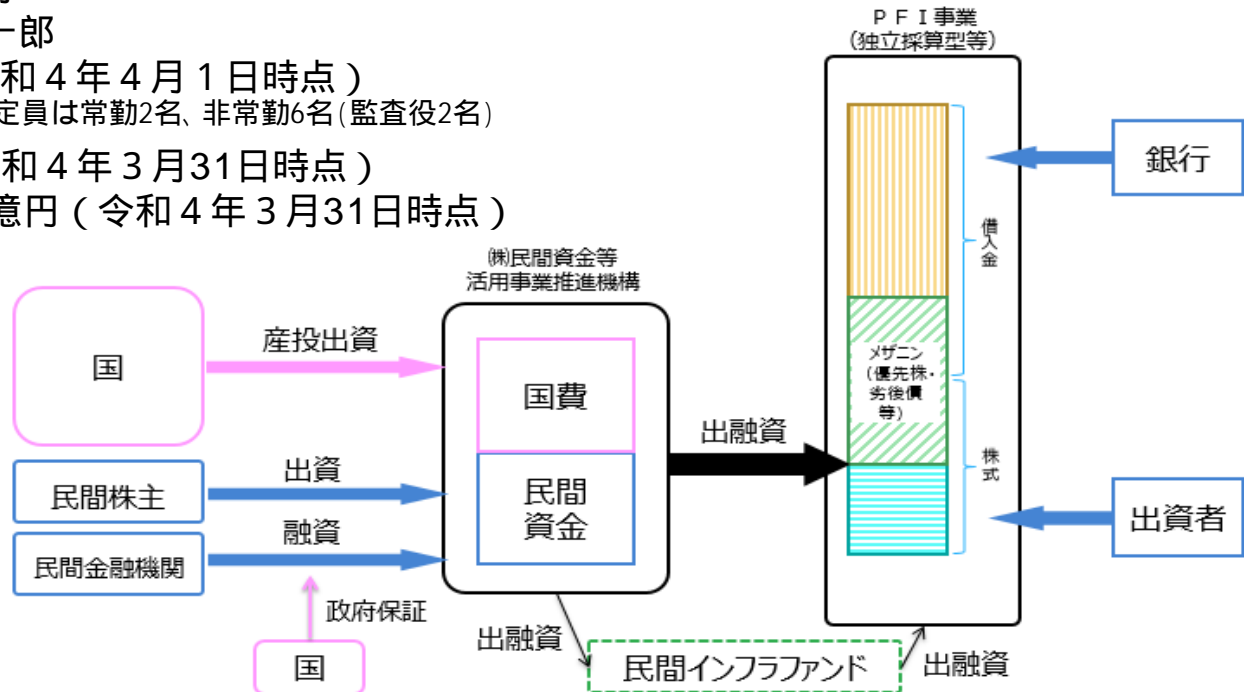 一郎
和４年４月１日時点）
定員は常勤2名、非常勤6名(監査役2名)
和４年３月31日時点）
億円（令和４年３月31日時点）
ＰＦＩ事業
(独立採算型等)
銀行
借入金
㈱民間資金等
活用事業推進機構
国
産投出資
国費
メザニン
(優先株・
劣後債
等)
出融資
株式
民間株主
出資
民間
資金
出資者
民間金融機関
融資
政府保証
国
出融資
民間インフラファンド
出融資